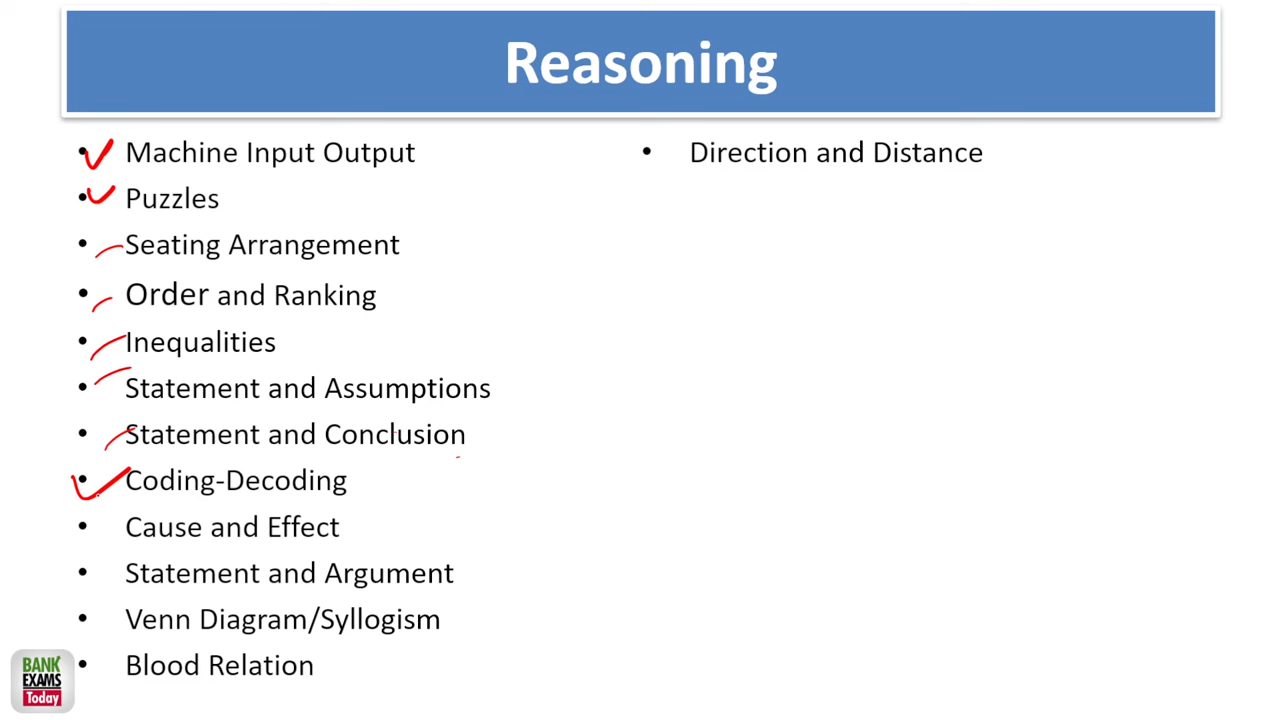 Reasoning
Machine Input Output
Puzzles
Seating Arrangement
Order and Ranking
Inequalities
Statement and Assumptions
Statement and Conclusion
Coding-Decoding
Cause and Effect
Statement and Argument
Venn Diagram/Syllogism
Blood Relation
Direction and Distance
BANK
EXAMS
Today